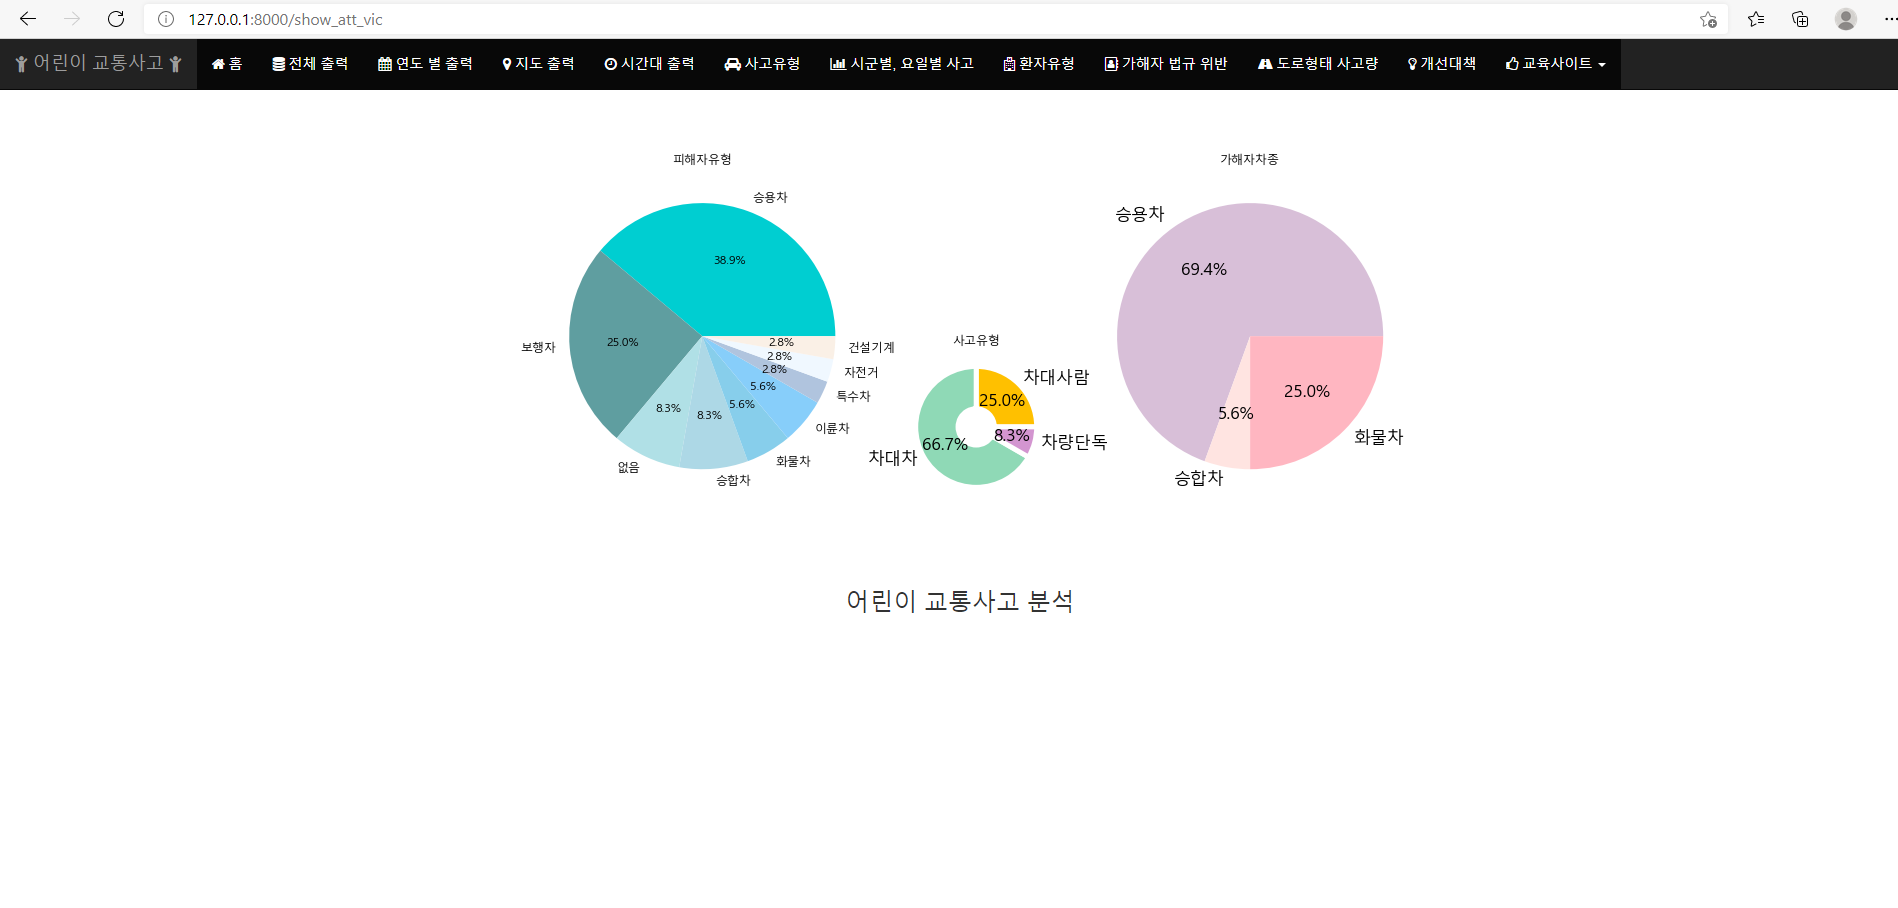 127.0.0.1:8000/show_att_vic
어린이 교통사고 홈 전체 출력 연도 별 출력 지도 출력 시간대 출력 사고유형 시군별, 요일별 사고 환자유형 가해자 법규 위반 도로형태 사고량 개선대책 교육사이트
피해자유형
승용차
38.9%
보행자
25.0%
없음
8.3%
승합차
8.3%
화물차
5.6%
이륜차
5.6%
특수차
2.8%
자전거
2.8%
건설기계
2.8%
사고유형
차대사람
25.0%
차대차
66.7%
차량단독
8.3%
가해자차종
승용차
69.4%
승합차
5.6%
화물차
25.0%
어린이 교통사고 분석